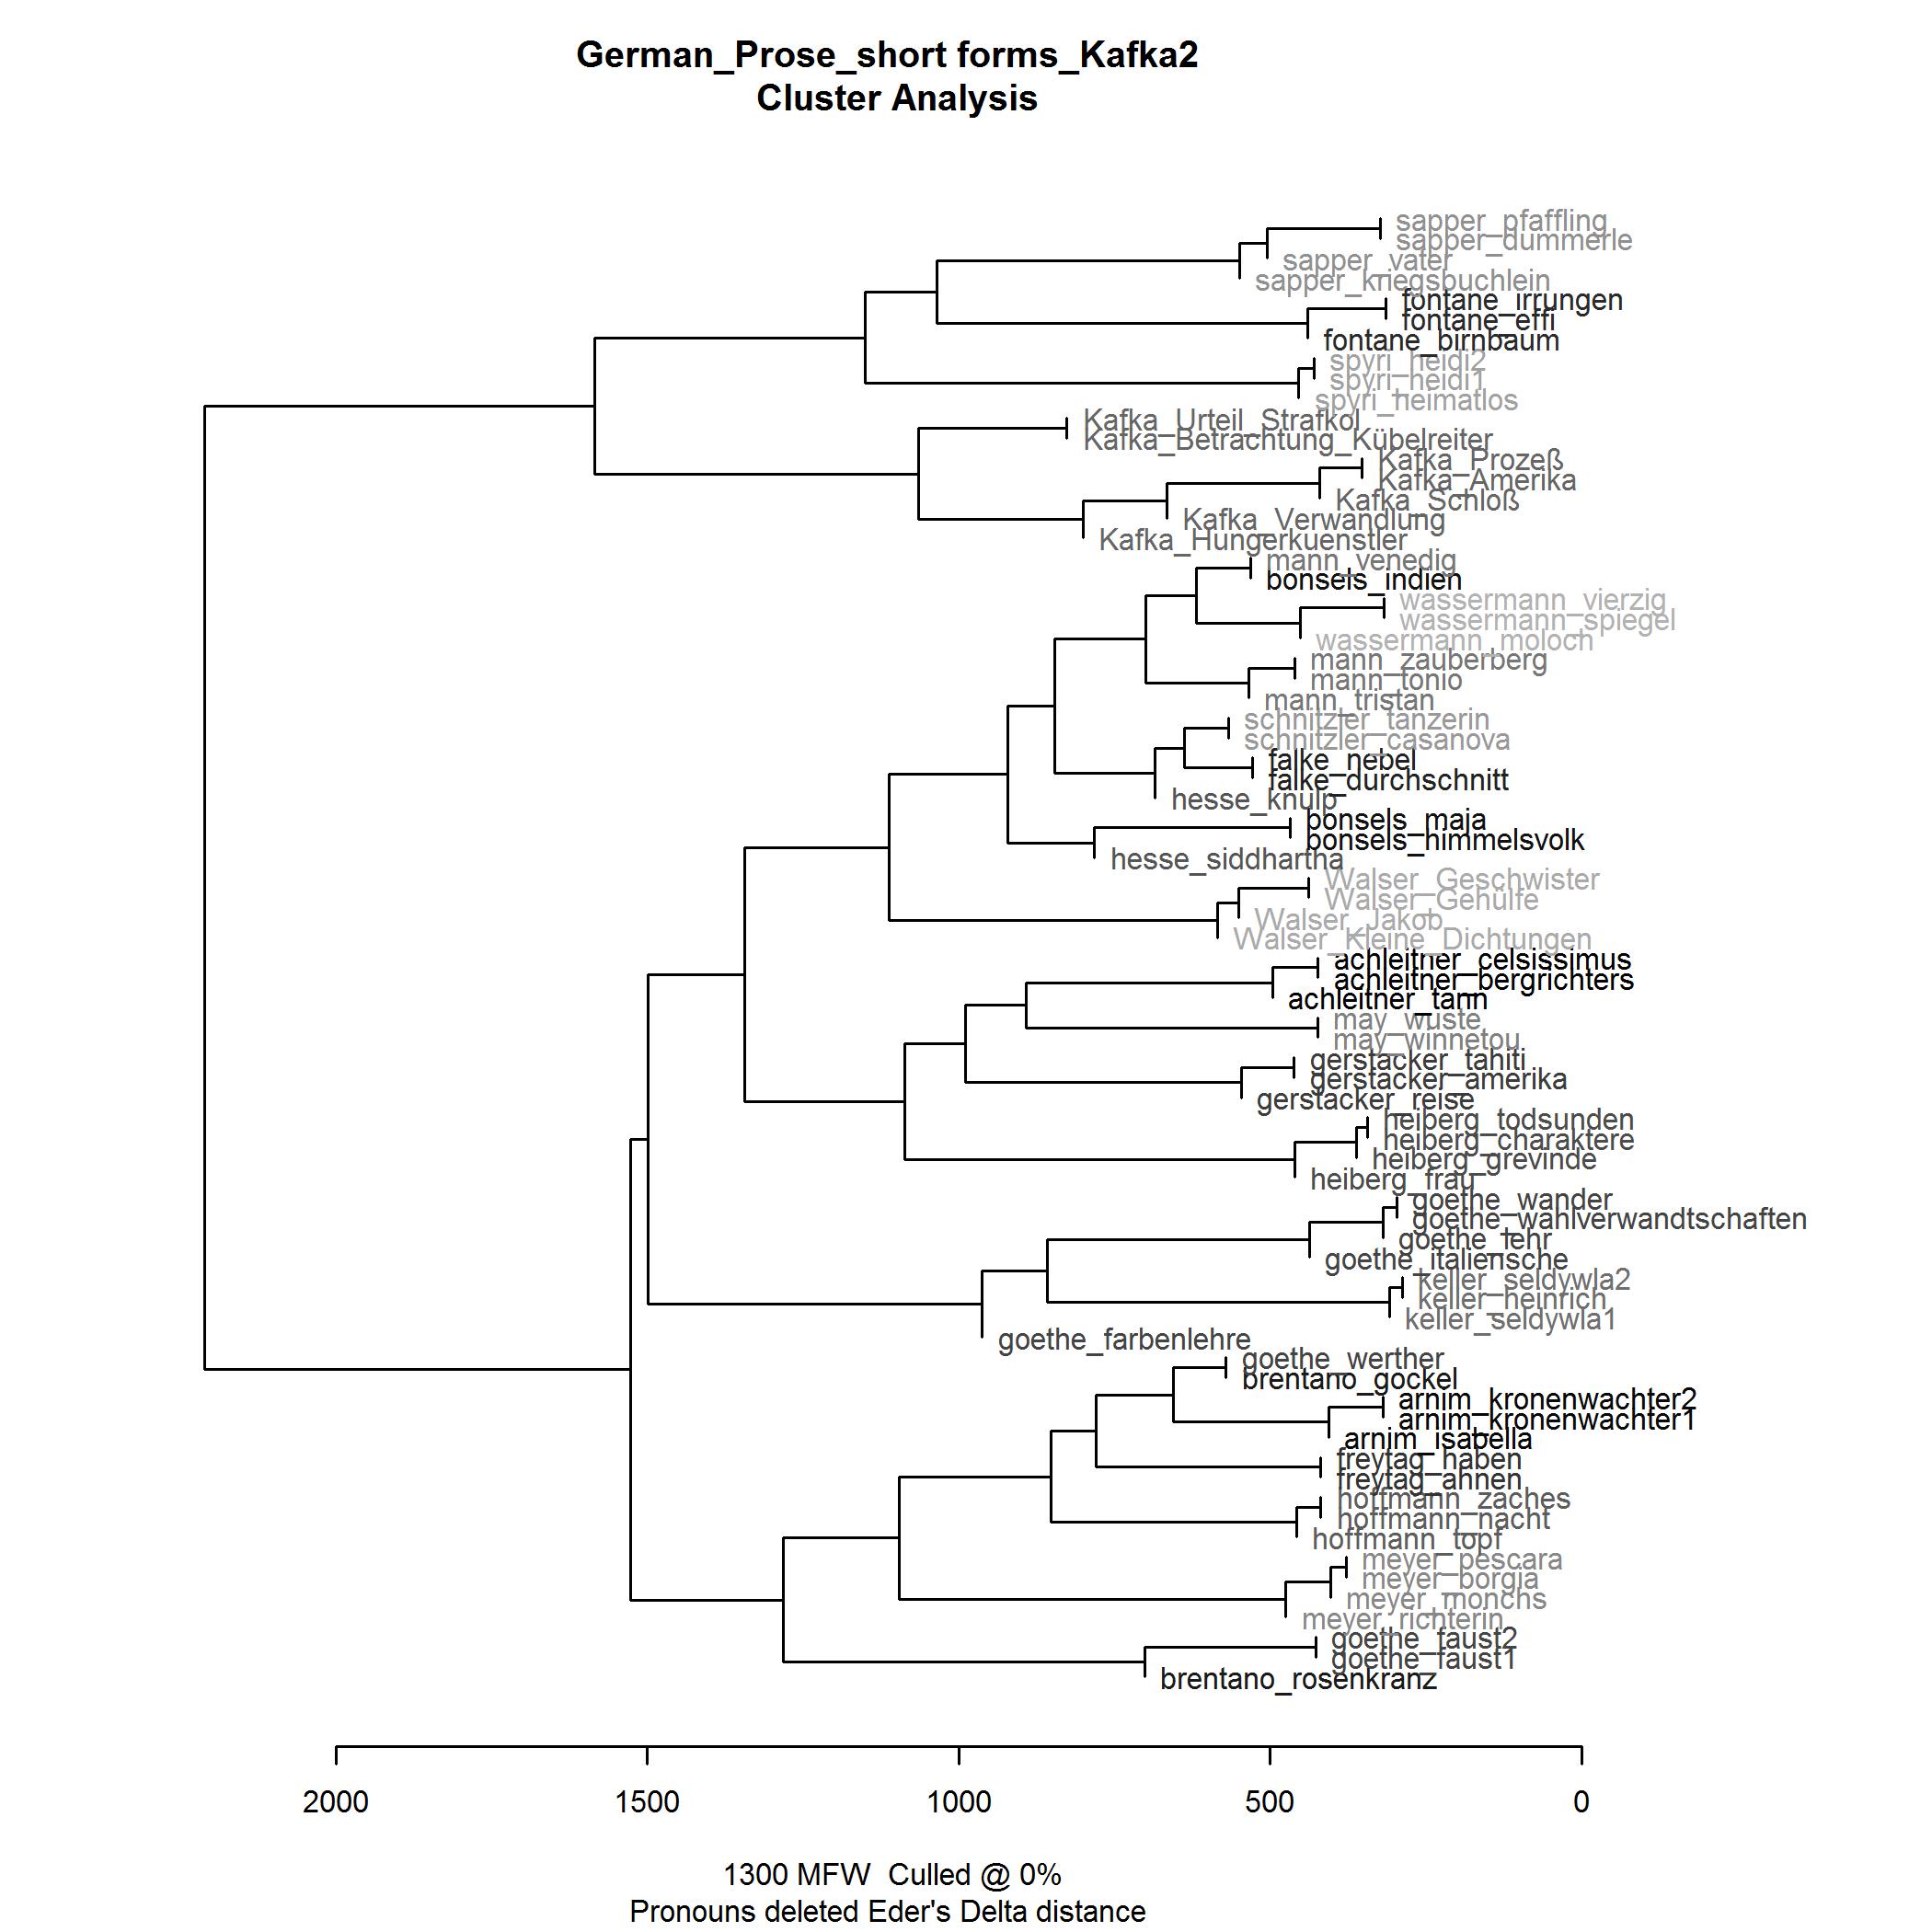 German_Prose_short forms_Kafka2
Cluster Analysis
sapper_pfaffling
sapper_dummerle
sapper_vater
sapper_kriegsbuchlein
fontane_irrungen
fontane_effi
fontane_birnbaum
spyri_heidi2
spyri_heidi1
spyri_heimatlos
Kafka_Urteil_Strafkol
Kafka_Betrachtung_Kübelreiter
Kafka_Prozeß
Kafka_Amerika
Kafka_Schloß
Kafka_Verwandlung
Kafka_Hungerkuenstler
mann_venedig
bonsels_indien
wassermann_vierzig
wassermann_spiegel
wassermann_moloch
mann_zauberberg
mann_tonio
mann_tristan
schnitzler_tanzerin
schnitzler_casanova
falke_nebel
falke_durchschnitt
hesse_knulp
bonsels_maja
bonsels_himmelsvolk
hesse_siddhartha
Walser_Geschwister
Walser_Gehülfe
Walser_Jakob
Walser_Kleine_Dichtungen
achleitner_celsissimus
achleitner_bergrichters
achleitner_tann
may_wuste
may_winnetou
gerstacker_tahiti
gerstacker_amerika
gerstacker_reise
heiberg_todsunden
heiberg_charaktere
heiberg_grevinde
heiberg_frau
goethe_wander
goethe_wahlverwandtschaften
goethe_lehr
goethe_italiensche
keller_seldywla2
keller_heinrich
keller_seldywla1
goethe_farbenlehre
goethe_werther
brentano_gockel
arnim_kronenwachter2
arnim_kronenwachter1
arnim_isabella
freytag_haben
freytag_ahnen
hoffmann_zaches
hoffmann_nacht
hoffmann_topf
meyer_pescara
meyer_borgia
meyer_monchs
meyer_richterin
goethe_faust2
goethe_faust1
brentano_rosenkranz
2000 1500 1000 500 0
1300 MFW  Culled @ 0%
Pronouns deleted Eder's Delta distance